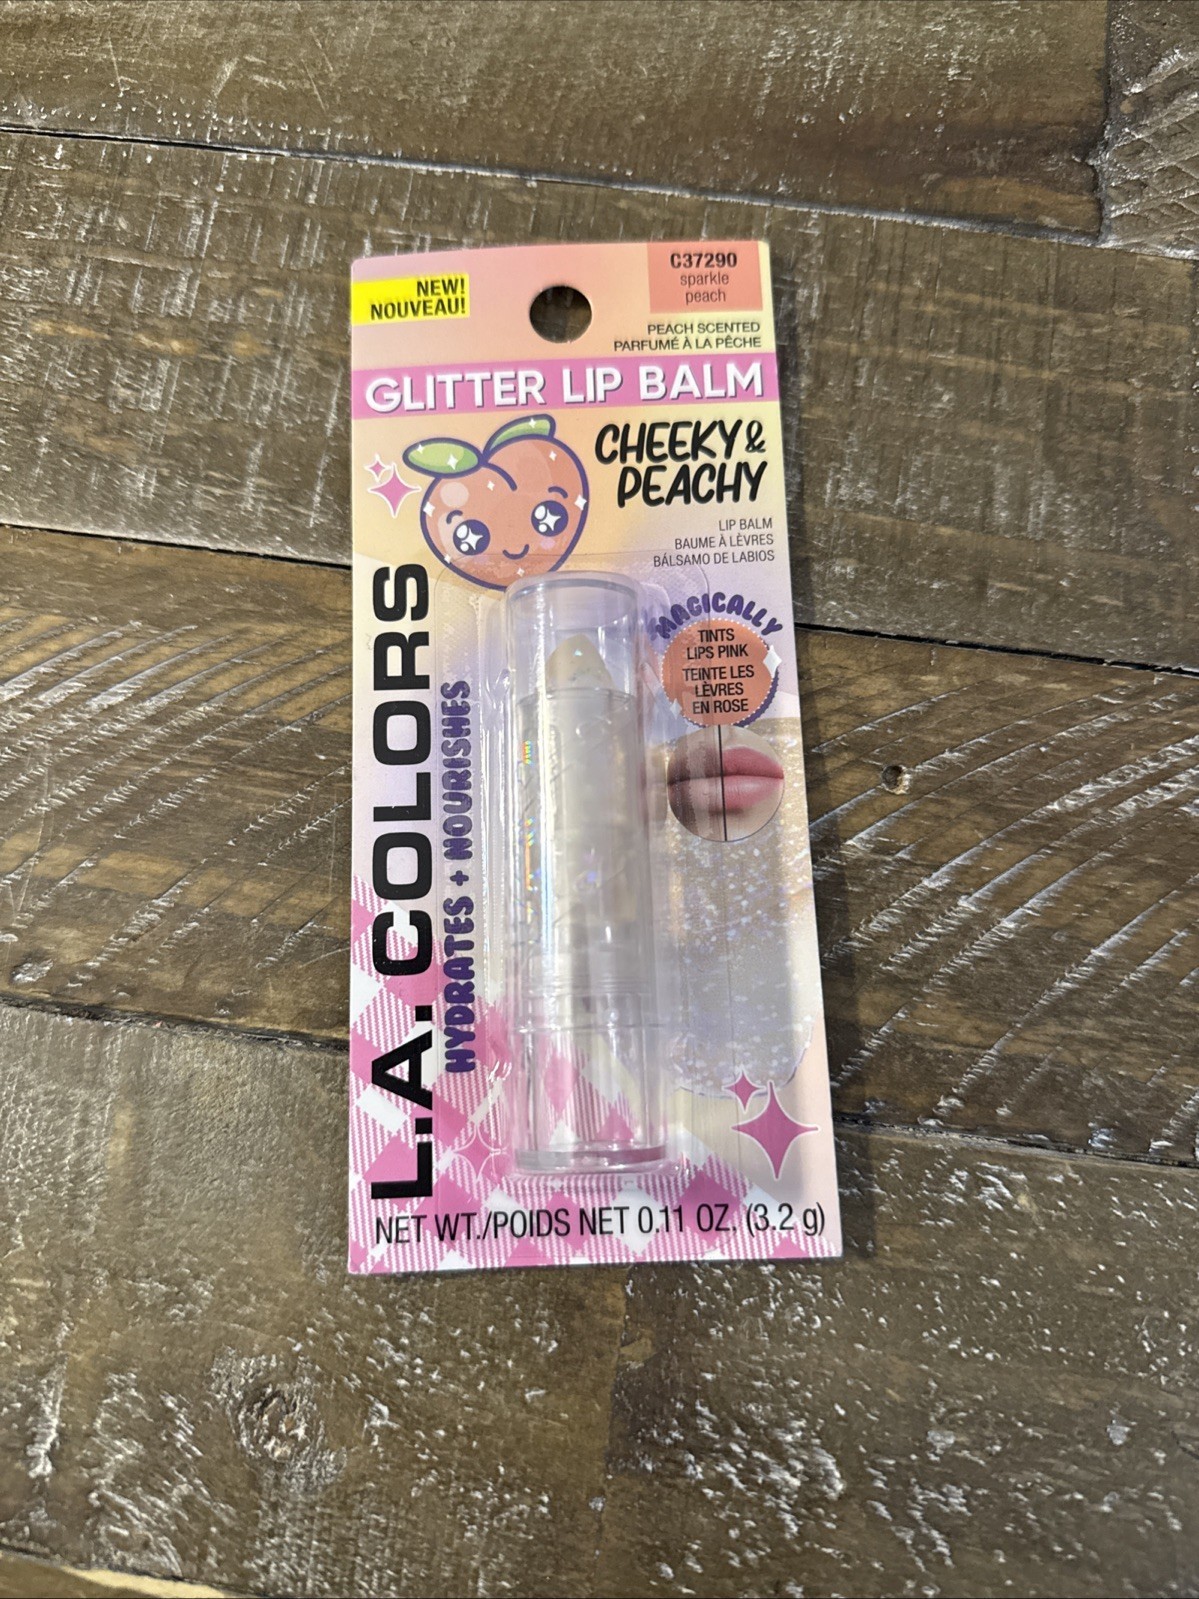 NEW!
NOUVEAU!
C37290
sparkle
peach
PEACH SCENTED
PARFUMÉ À LA PÊCHE
GLITTER LIP BALM
CHEEKY &
PEACHY
LIP BALM
BAUME À LÈVRES
BÁLSAMO DE LABIOS
MAGICALLY
TINTS
LIPS PINK
TEINTE LES
LÈVRES
EN ROSE
L.A. COLORS
HYDRATES + NOURISHES
NET WT./POIDS NET 0.11 OZ. (3.2 g)